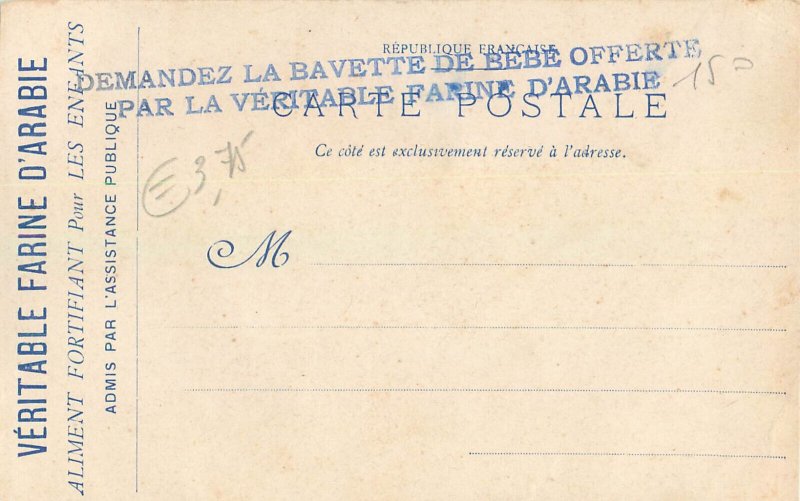 VÉRITABLE FARINE D'ARABIE
ALIMENT FORTIFIANT Pour LES ENFANTS
ADMIS PAR L'ASSISTANCE PUBLIQUE
RÉPUBLIQUE FRANÇAISE
DEMANDEZ LA BAVETTE DE BÉBÉ OFFERTE
PAR LA VÉRITABLE FARINE D'ARABIE
CARTE POSTALE
Ce côté est exclusivement réservé à l'adresse.
€ 3,75
M